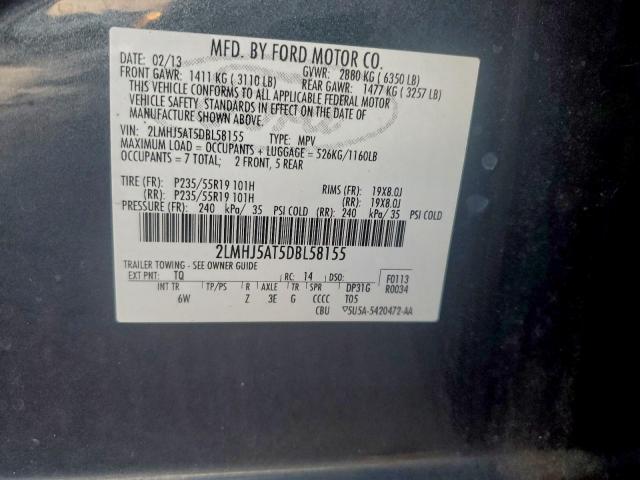 MFD. BY FORD MOTOR CO.
DATE: 02/13 GVWR: 2880 KG ( 6350 LB)
FRONT GAWR: 1411 KG ( 3110 LB) REAR GAWR: 1477 KG ( 3257 LB)
THIS VEHICLE CONFORMS TO ALL APPLICABLE FEDERAL MOTOR
VEHICLE SAFETY STANDARDS IN EFFECT ON THE DATE OF
MANUFACTURE SHOWN ABOVE.
VIN: 2LMHJ5AT5DBL58155 TYPE: MPV
MAXIMUM LOAD = OCCUPANTS + LUGGAGE = 526KG/1160LB
OCCUPANTS = 7 TOTAL; 2 FRONT, 5 REAR
TIRE (FR): P235/55R19 101H RIMS (FR): 19X8.0J
(RR): P235/55R19 101H (RR): 19X8.0J
PRESSURE (FR): 240 kPa/ 35 PSI COLD (RR): 240 kPa/ 35 PSI COLD
2LMHJ5AT5DBL58155
TRAILER TOWING - SEE OWNER GUIDE
EXT PNT: TQ RC: 14 DSO: F0113
INT TR TP/PS R AXLE TR SPR DP31G R0034
6W Z 3E G CCCC T05
CBU 5U5A-5420472-AA